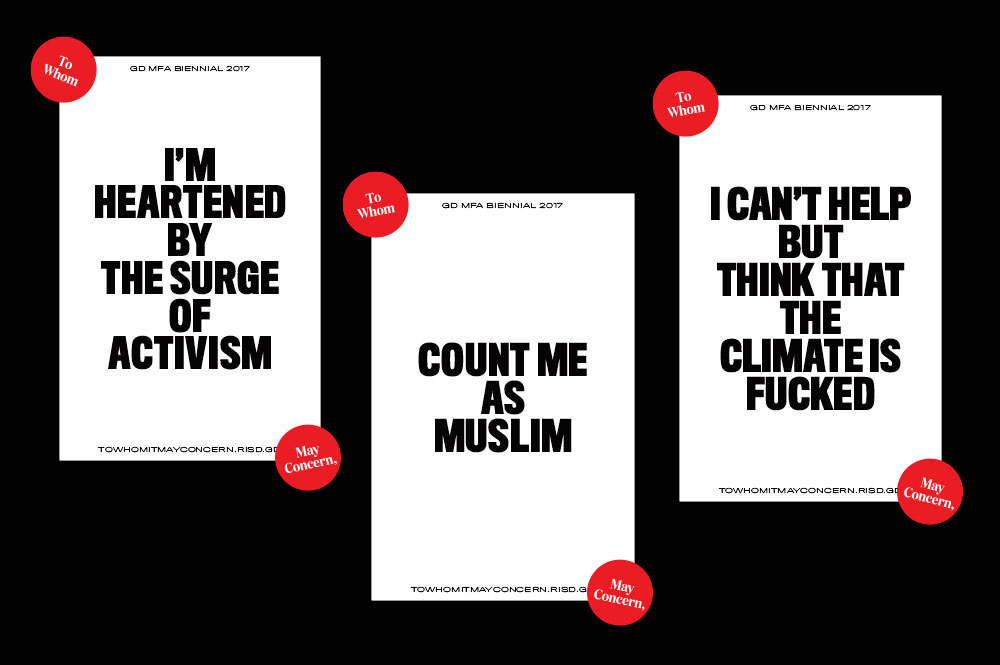 To
Whom
GD MFA BIENNIAL 2017
I'M
HEARTENED
BY
THE SURGE
OF
ACTIVISM
TOWHOMITMAYCONCERN.RISD.GD
May
Concern,
To
Whom
GD MFA BIENNIAL 2017
COUNT ME
AS
MUSLIM
TOWHOMITMAYCONCERN.RISD.G
May
Concern,
To
Whom
GD MFA BIENNIAL 2017
I CAN'T HELP
BUT
THINK THAT
THE
CLIMATE IS
FUCKED
TOWHOMITMAYCONCERN.RISD.GD
May
Concern,